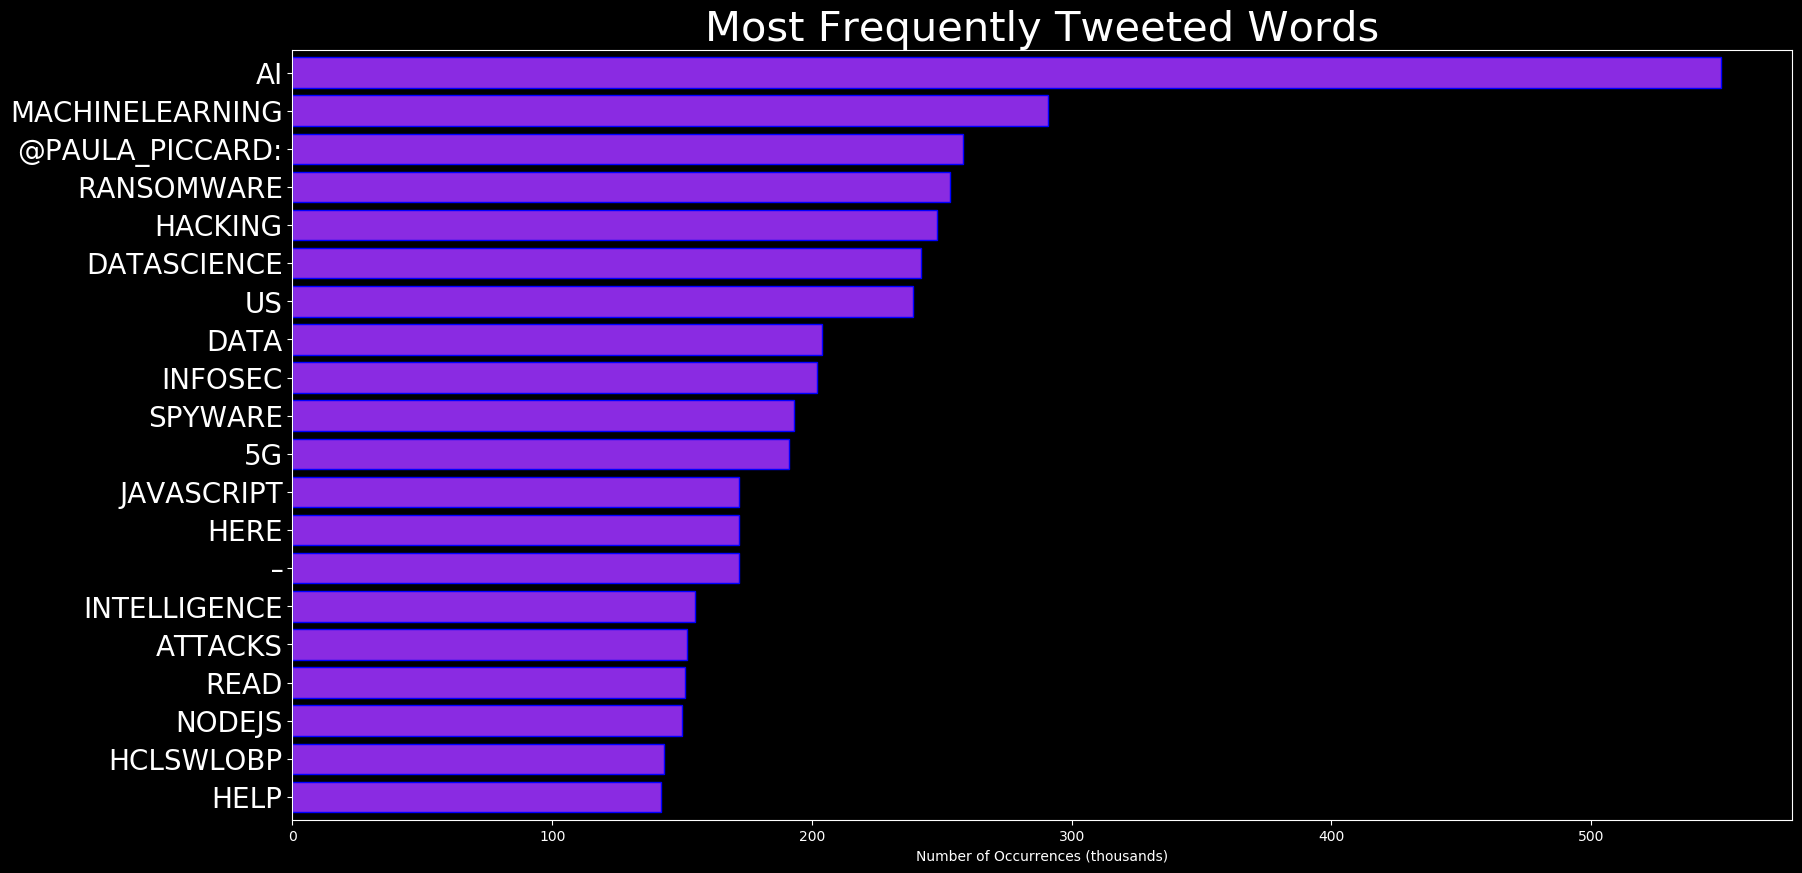 Most Frequently Tweeted Words
AI
MACHINELEARNING
@PAULA_PICCARD:
RANSOMWARE
HACKING
DATASCIENCE
US
DATA
INFOSEC
SPYWARE
5G
JAVASCRIPT
HERE
–
INTELLIGENCE
ATTACKS
READ
NODEJS
HCLSWLOBP
HELP
0 100 200 300 400 500
Number of Occurrences (thousands)